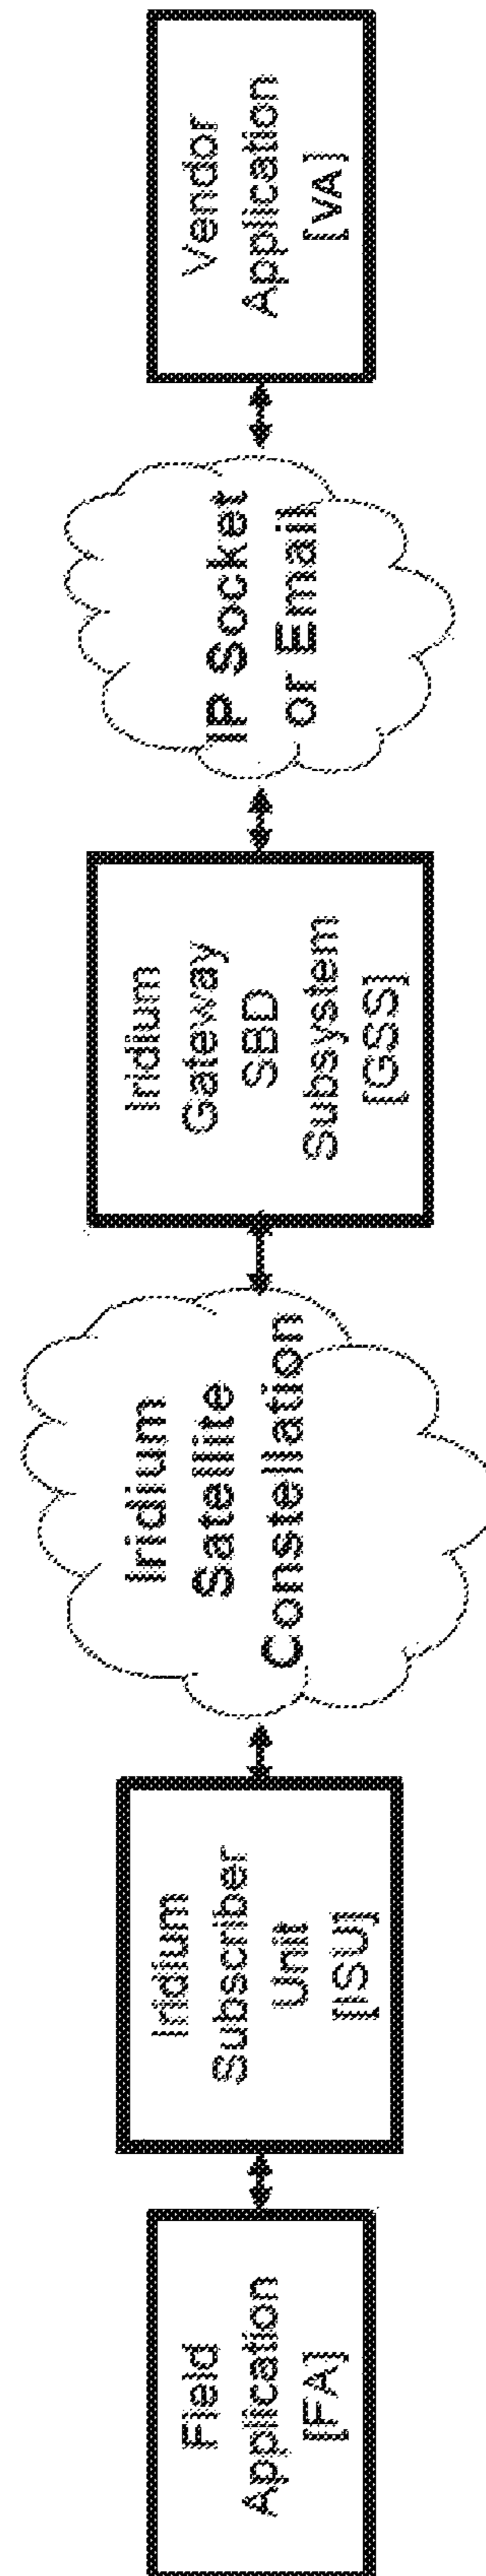 Field
Application
[FA]
Iridium
Subscriber
Unit
[ISU]
Iridium
Satellite
Constellation
Iridium
Gateway
SBD
Subsystem
[GSS]
IP Socket
or Email
Vendor
Application
[VA]